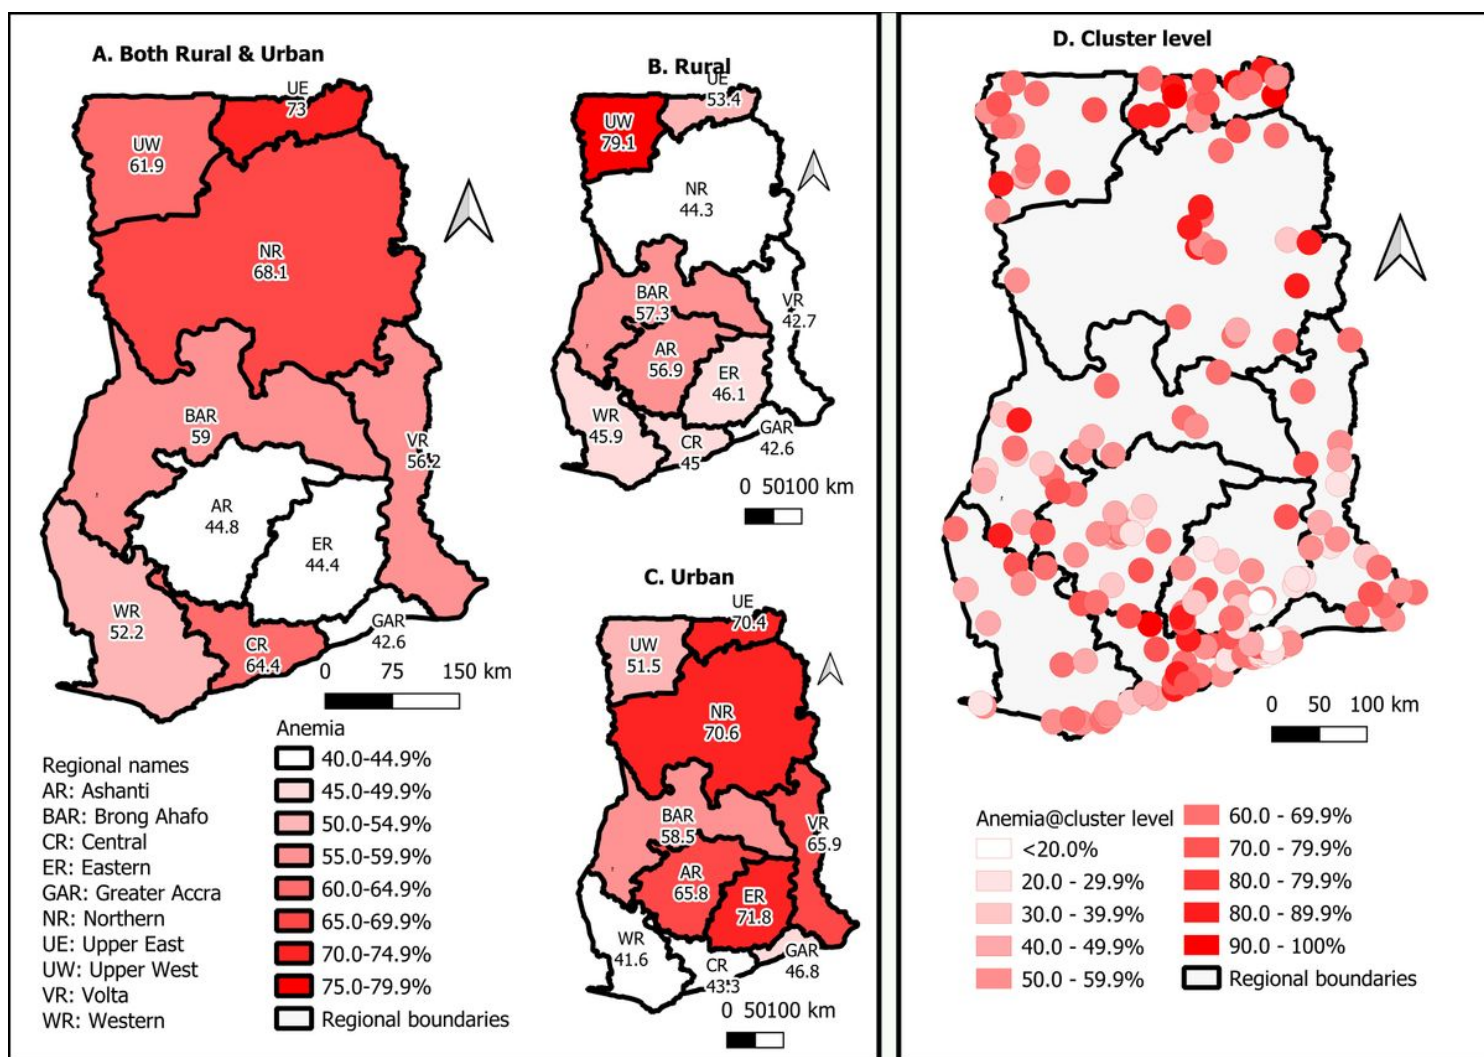 A. Both Rural & Urban
UE
73
UW
61.9
NR
68.1
BAR
59
VR
56.2
AR
44.8
ER
44.4
WR
52.2
CR
64.4
GAR
42.6
0 75 150 km
Regional names
AR: Ashanti
BAR: Brong Ahafo
CR: Central
ER: Eastern
GAR: Greater Accra
NR: Northern
UE: Upper East
UW: Upper West
VR: Volta
WR: Western
Anemia
40.0-44.9%
45.0-49.9%
50.0-54.9%
55.0-59.9%
60.0-64.9%
65.0-69.9%
70.0-74.9%
75.0-79.9%
Regional boundaries
B. Rural
UE
53.4
UW
79.1
NR
44.3
BAR
57.3
VR
42.7
AR
56.9
ER
46.1
WR
45.9
CR
45
GAR
42.6
0 50100 km
C. Urban
UE
70.4
UW
51.5
NR
70.6
BAR
58.5
VR
65.9
AR
65.8
ER
71.8
WR
41.6
CR
43.3
GAR
46.8
0 50100 km
D. Cluster level
0 50 100 km
Anemia@cluster level
<20.0%
20.0 - 29.9%
30.0 - 39.9%
40.0 - 49.9%
50.0 - 59.9%
60.0 - 69.9%
70.0 - 79.9%
80.0 - 79.9%
80.0 - 89.9%
90.0 - 100%
Regional boundaries